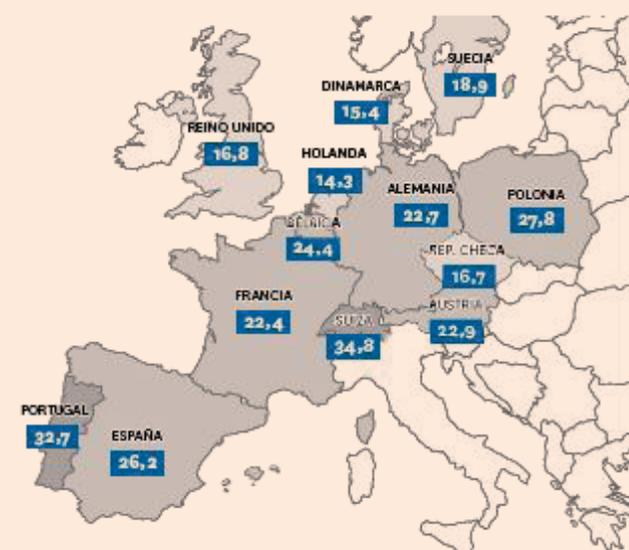 SUECIA
18,9
DINAMARCA
15,4
REINO UNIDO
16,8
HOLANDA
14,3
ALEMANIA
22,7
POLONIA
27,8
BÉLGICA
24,4
REP. CHECA
16,7
FRANCIA
22,4
SUIZA
34,8
AUSTRIA
22,9
PORTUGAL
32,7
ESPAÑA
26,2